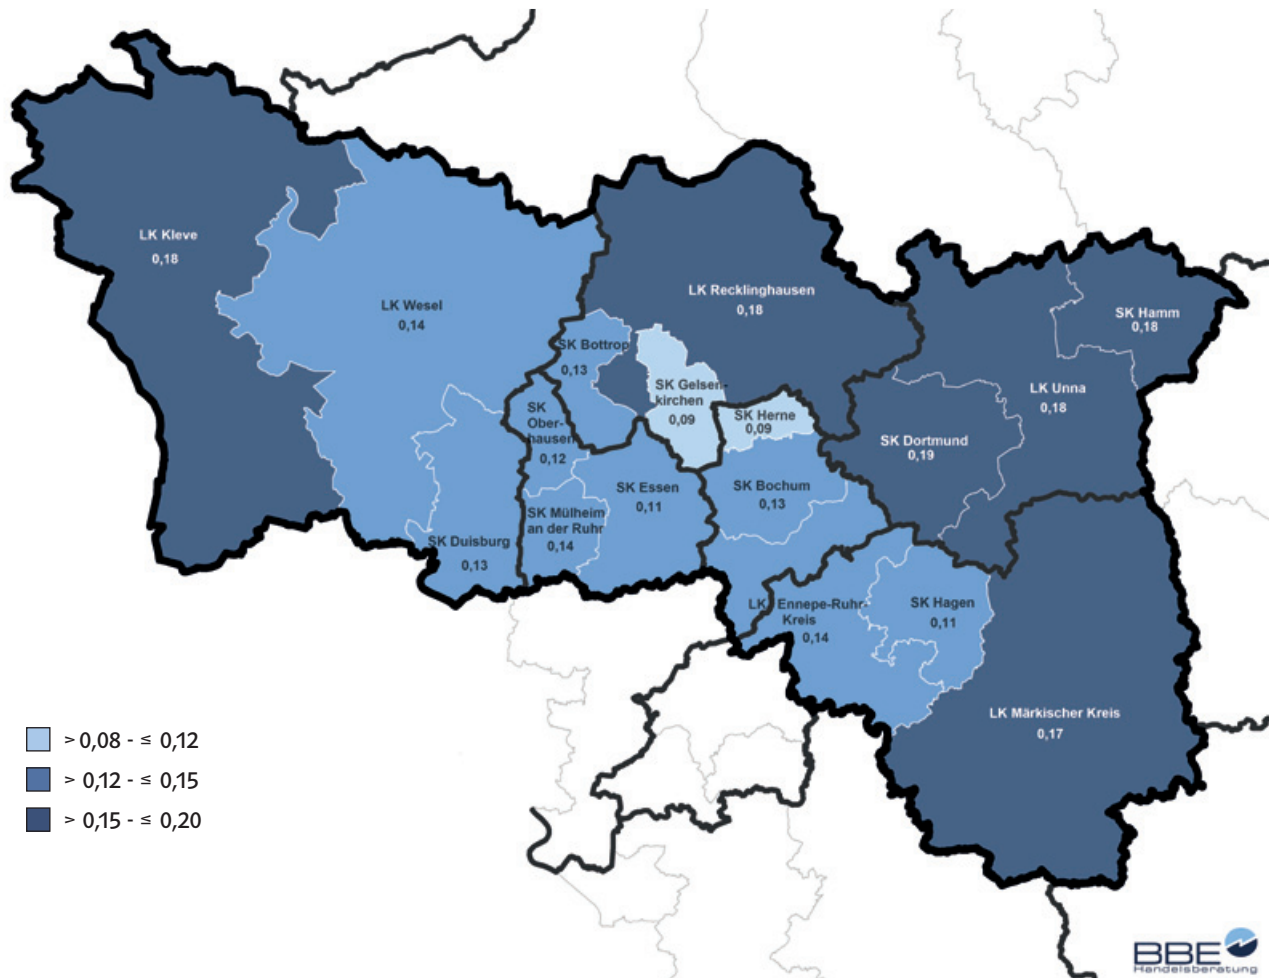 LK Kleve
0,18
LK Wesel
0,14
LK Recklinghausen
0,18
SK Hamm
0,18
SK Bottrop
0,13
SK Gelsen-
kirchen
0,09
SK Herne
0,09
LK Unna
0,18
SK
Ober-
hausen
0,12
SK Dortmund
0,19
SK Essen
0,11
SK Bochum
0,13
SK Mülheim
an der Ruhr
0,14
SK Duisburg
0,13
LK Ennepe-Ruhr-
Kreis
0,14
SK Hagen
0,11
LK Märkischer Kreis
0,17
> 0,08 - ≤ 0,12
> 0,12 - ≤ 0,15
> 0,15 - ≤ 0,20
BBE
Handelsberatung